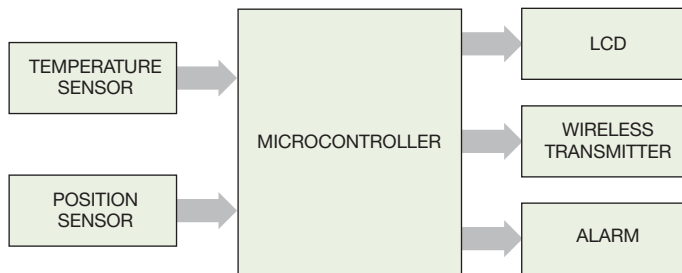 TEMPERATURE
SENSOR
POSITION
SENSOR
MICROCONTROLLER
LCD
WIRELESS
TRANSMITTER
ALARM